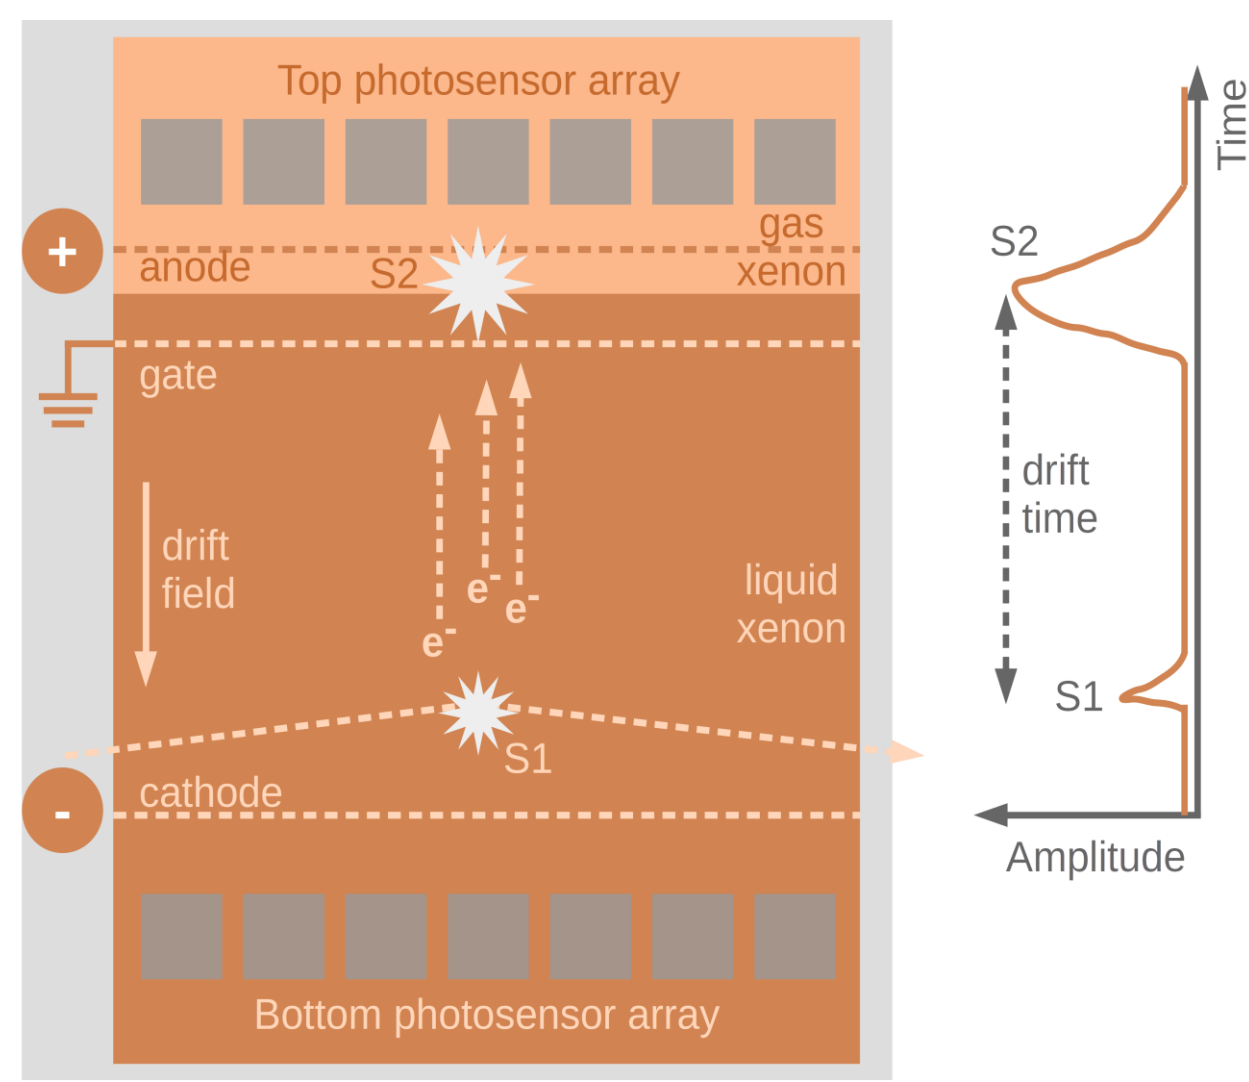 Top photosensor array
+
gas
xenon
anode
S2
gate
drift
field
e-
e-
e-
liquid
xenon
S1
cathode
-
Bottom photosensor array
Time
S2
drift
time
S1
Amplitude